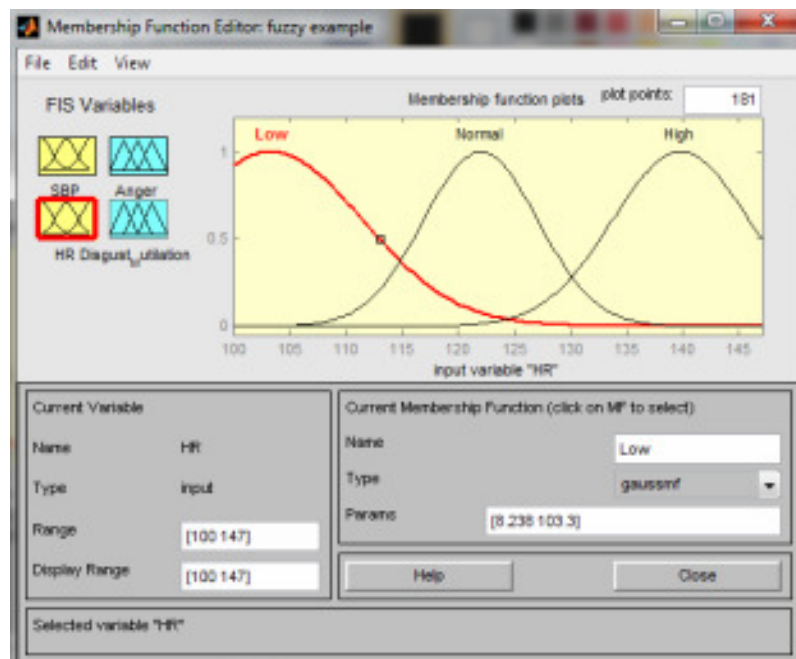 Membership Function Editor: fuzzy example
File Edit View
FIS Variables
Membership function plots plot points: 181
Low Normal High
1
SBP Anger
0.5
HR Disgust utilation
0
100 105 110 115 120 125 130 135 140 145
input variable "HR"
Current Variable
Name HR
Type input
Range [100 147]
Display Range [100 147]
Current Membership Function (click on MF to select)
Name Low
Type gaussmf
Params [8.238 103.3]
Help Close
Selected variable "HR"